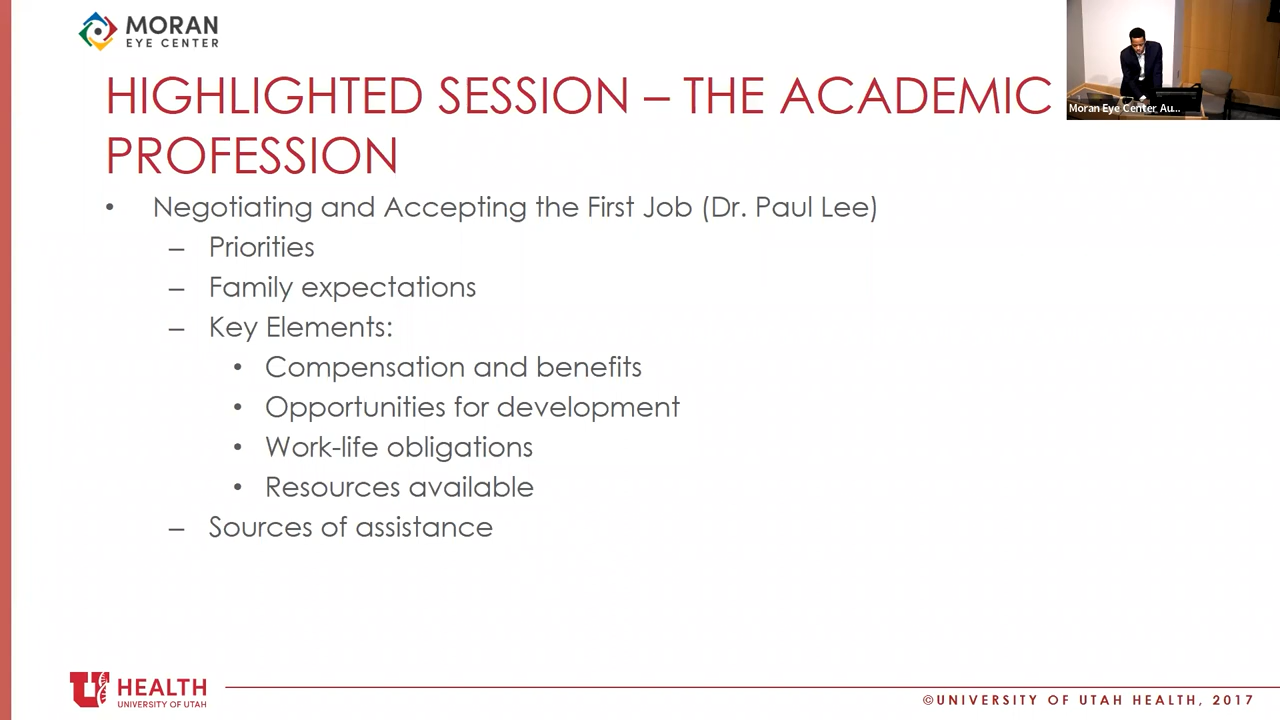 MORAN
EYE CENTER
HIGHLIGHTED SESSION – THE ACADEMIC
PROFESSION
Moran Eye Center Au...
• Negotiating and Accepting the First Job (Dr. Paul Lee)
– Priorities
– Family expectations
– Key Elements:
• Compensation and benefits
• Opportunities for development
• Work-life obligations
• Resources available
– Sources of assistance
U HEALTH
UNIVERSITY OF UTAH
©UNIVERSITY OF UTAH HEALTH, 2017